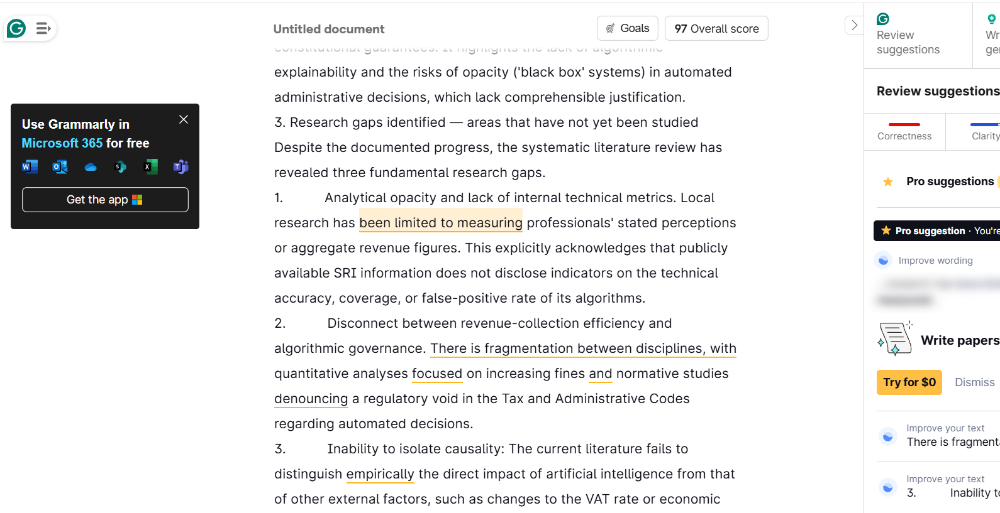 Untitled document
Goals
97 Overall score
Review
suggestions
constitutional guarantees. It highlights the lack of algorithmic
explainability and the risks of opacity ('black box' systems) in automated
administrative decisions, which lack comprehensible justification.
3. Research gaps identified — areas that have not yet been studied
Despite the documented progress, the systematic literature review has
revealed three fundamental research gaps.
1. Analytical opacity and lack of internal technical metrics. Local
research has been limited to measuring professionals' stated perceptions
or aggregate revenue figures. This explicitly acknowledges that publicly
available SRI information does not disclose indicators on the technical
accuracy, coverage, or false-positive rate of its algorithms.
2. Disconnect between revenue-collection efficiency and
algorithmic governance. There is fragmentation between disciplines, with
quantitative analyses focused on increasing fines and normative studies
denouncing a regulatory void in the Tax and Administrative Codes
regarding automated decisions.
3. Inability to isolate causality: The current literature fails to
distinguish empirically the direct impact of artificial intelligence from that
of other external factors, such as changes to the VAT rate or economic
Use Grammarly in
Microsoft 365 for free
Get the app
Review suggestions
Correctness
Clarity
Pro suggestions
Pro suggestion · You're
Improve wording
Write papers
Try for $0
Dismiss
Improve your text
There is fragment
Improve your text
3. Inability to